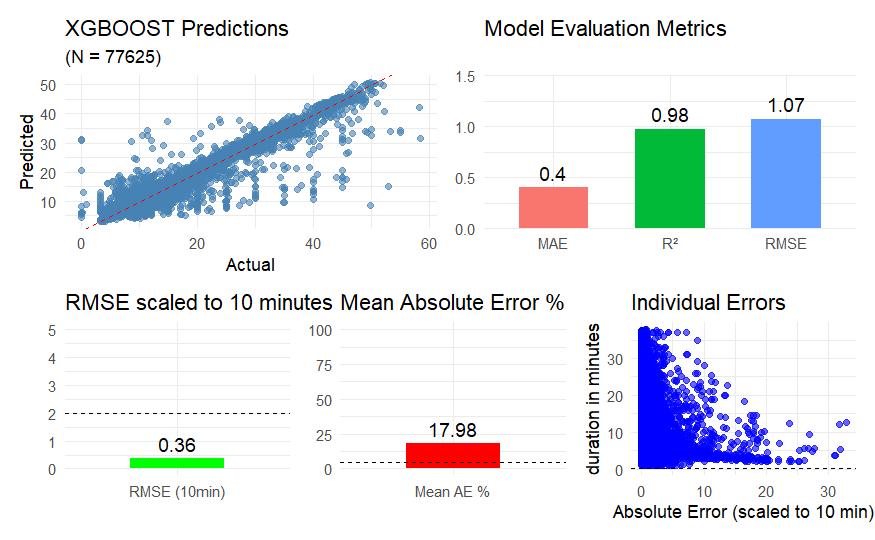 XGBOOST Predictions
(N = 77625)
50
40
30
20
10
Predicted
0 20 40 60
Actual
Model Evaluation Metrics
1.5
1.0
0.5
0.0
0.4
0.98
1.07
MAE R² RMSE
RMSE scaled to 10 minutes
5
4
3
2
1
0
0.36
RMSE (10min)
Mean Absolute Error %
100
75
50
25
0
17.98
Mean AE %
Individual Errors
30
20
10
0
duration in minutes
0 10 20 30
Absolute Error (scaled to 10 min)